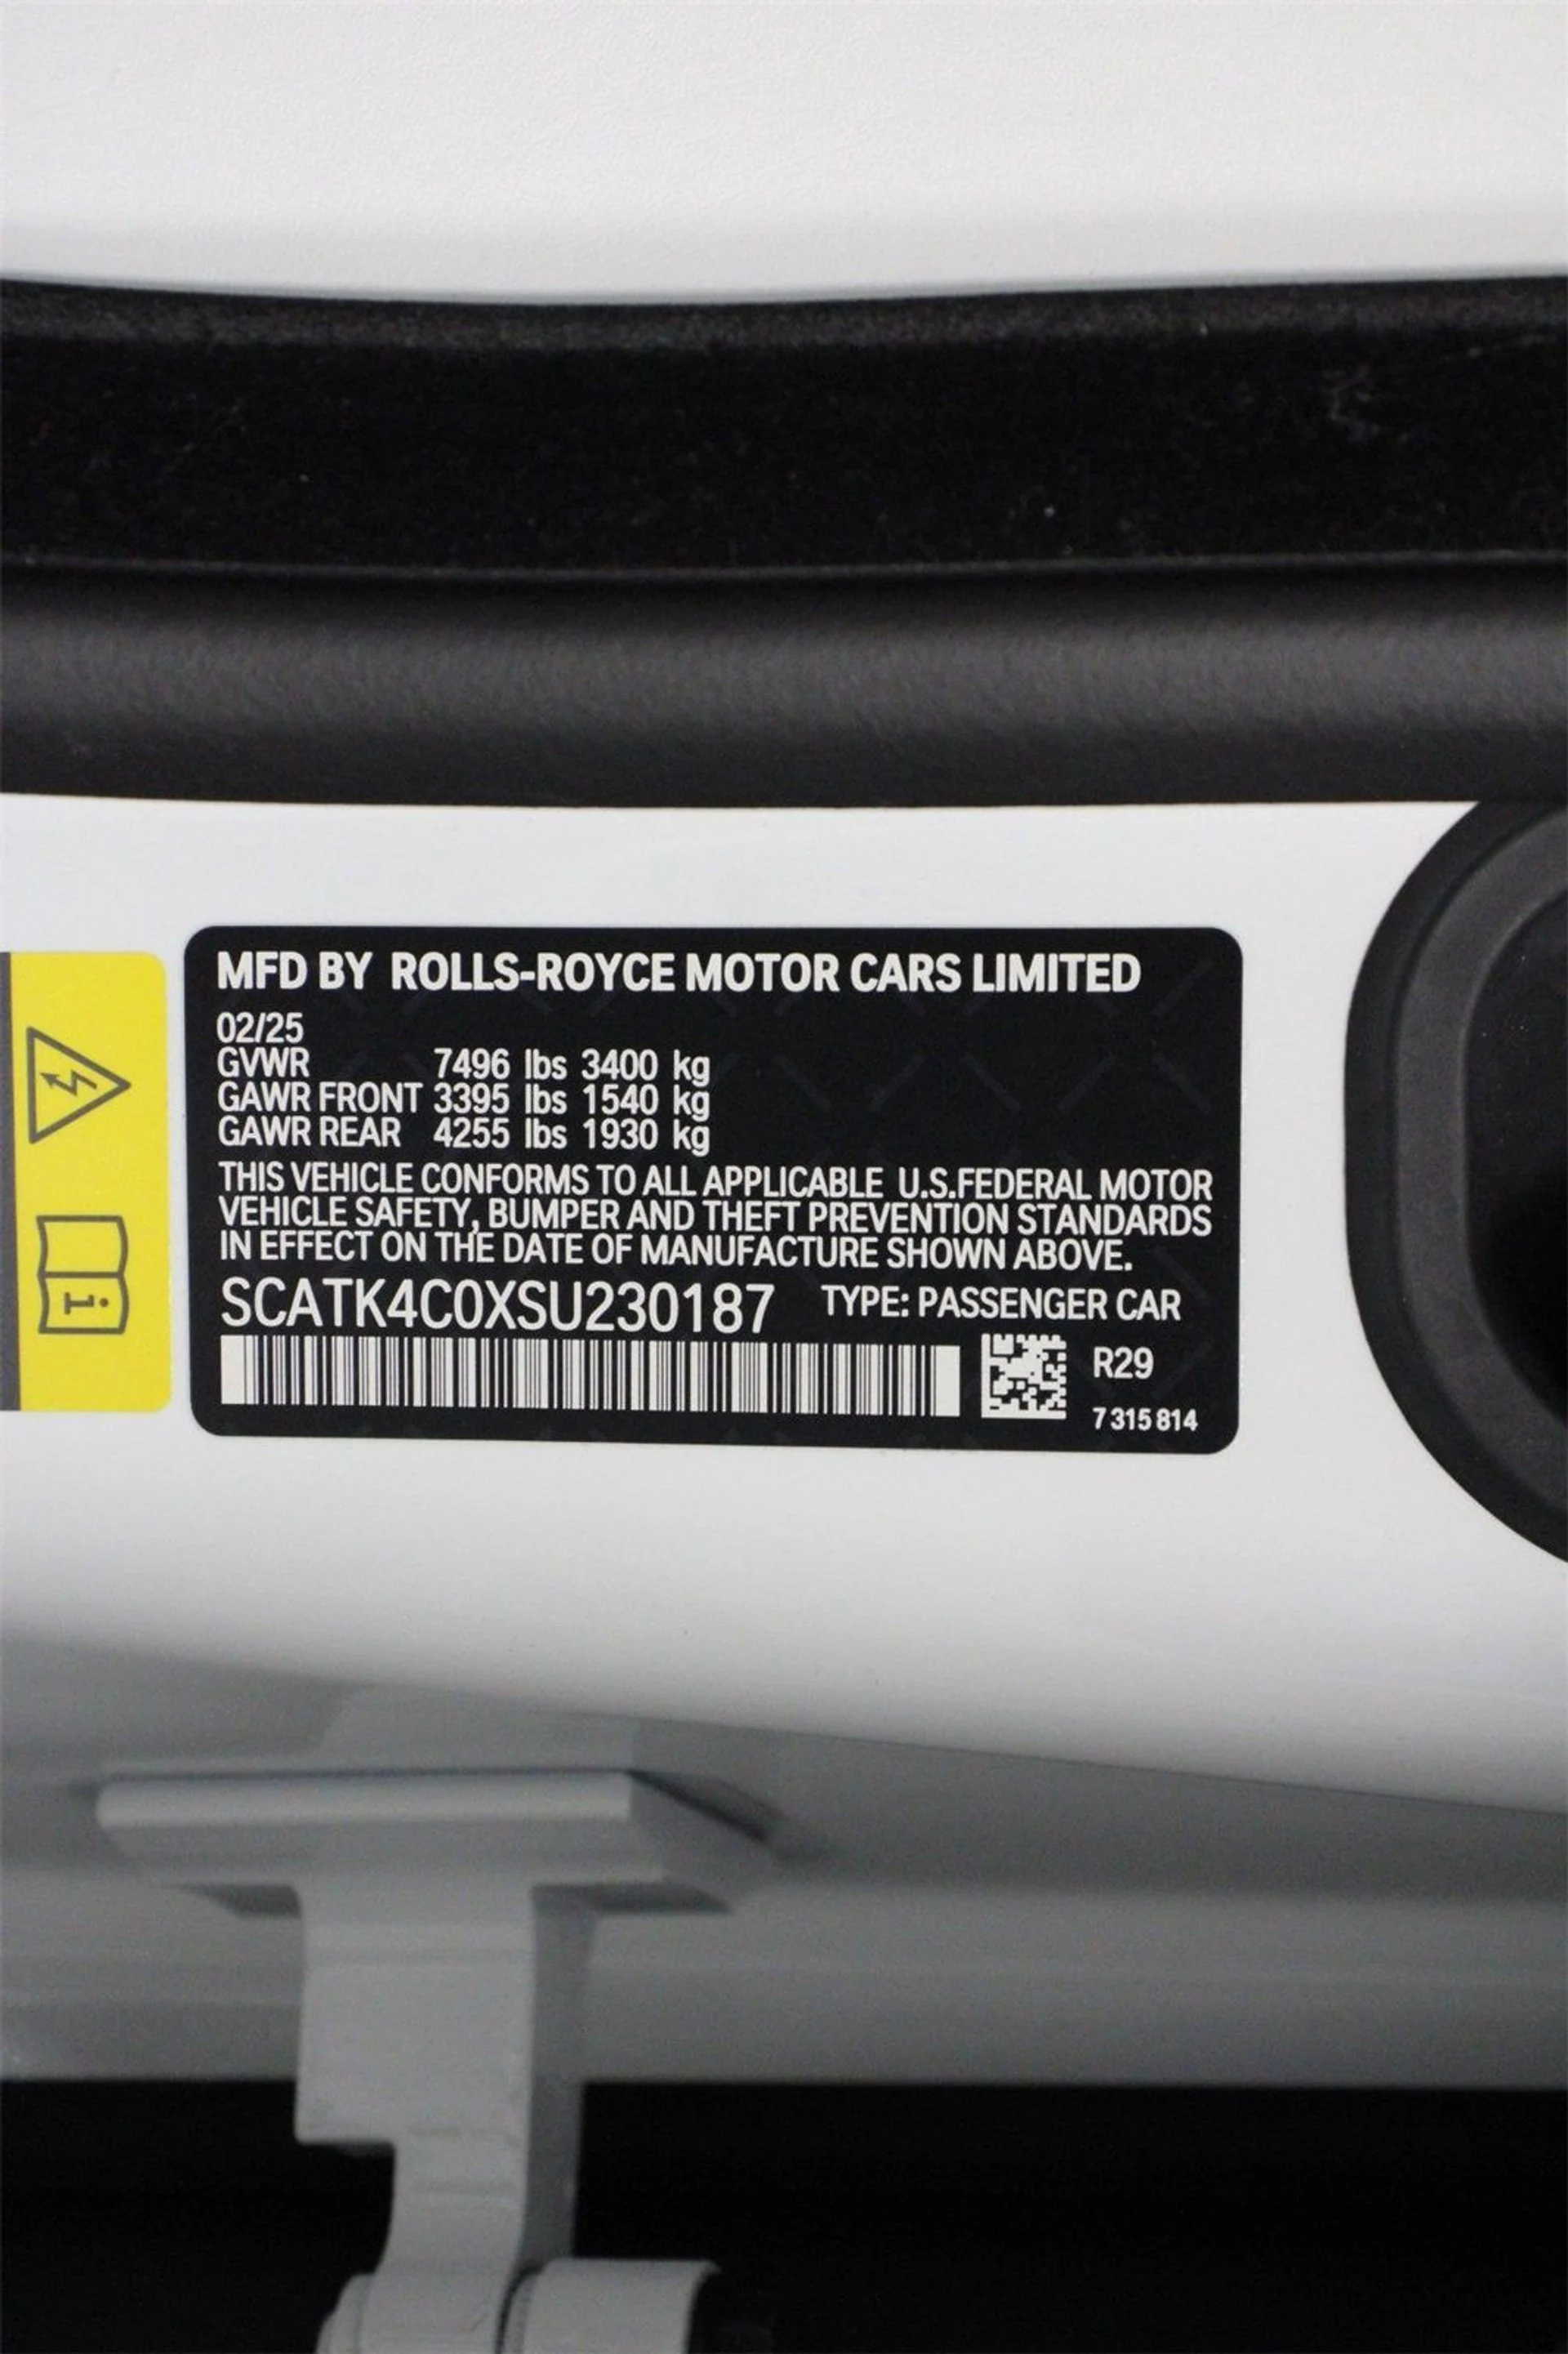 MFD BY ROLLS-ROYCE MOTOR CARS LIMITED
02/25
GVWR 7496 lbs 3400 kg
GAWR FRONT 3395 lbs 1540 kg
GAWR REAR 4255 lbs 1930 kg
THIS VEHICLE CONFORMS TO ALL APPLICABLE U.S.FEDERAL MOTOR
VEHICLE SAFETY, BUMPER AND THEFT PREVENTION STANDARDS
IN EFFECT ON THE DATE OF MANUFACTURE SHOWN ABOVE.
SCATK4C0XSU230187 TYPE: PASSENGER CAR
R29
7 315 814
i